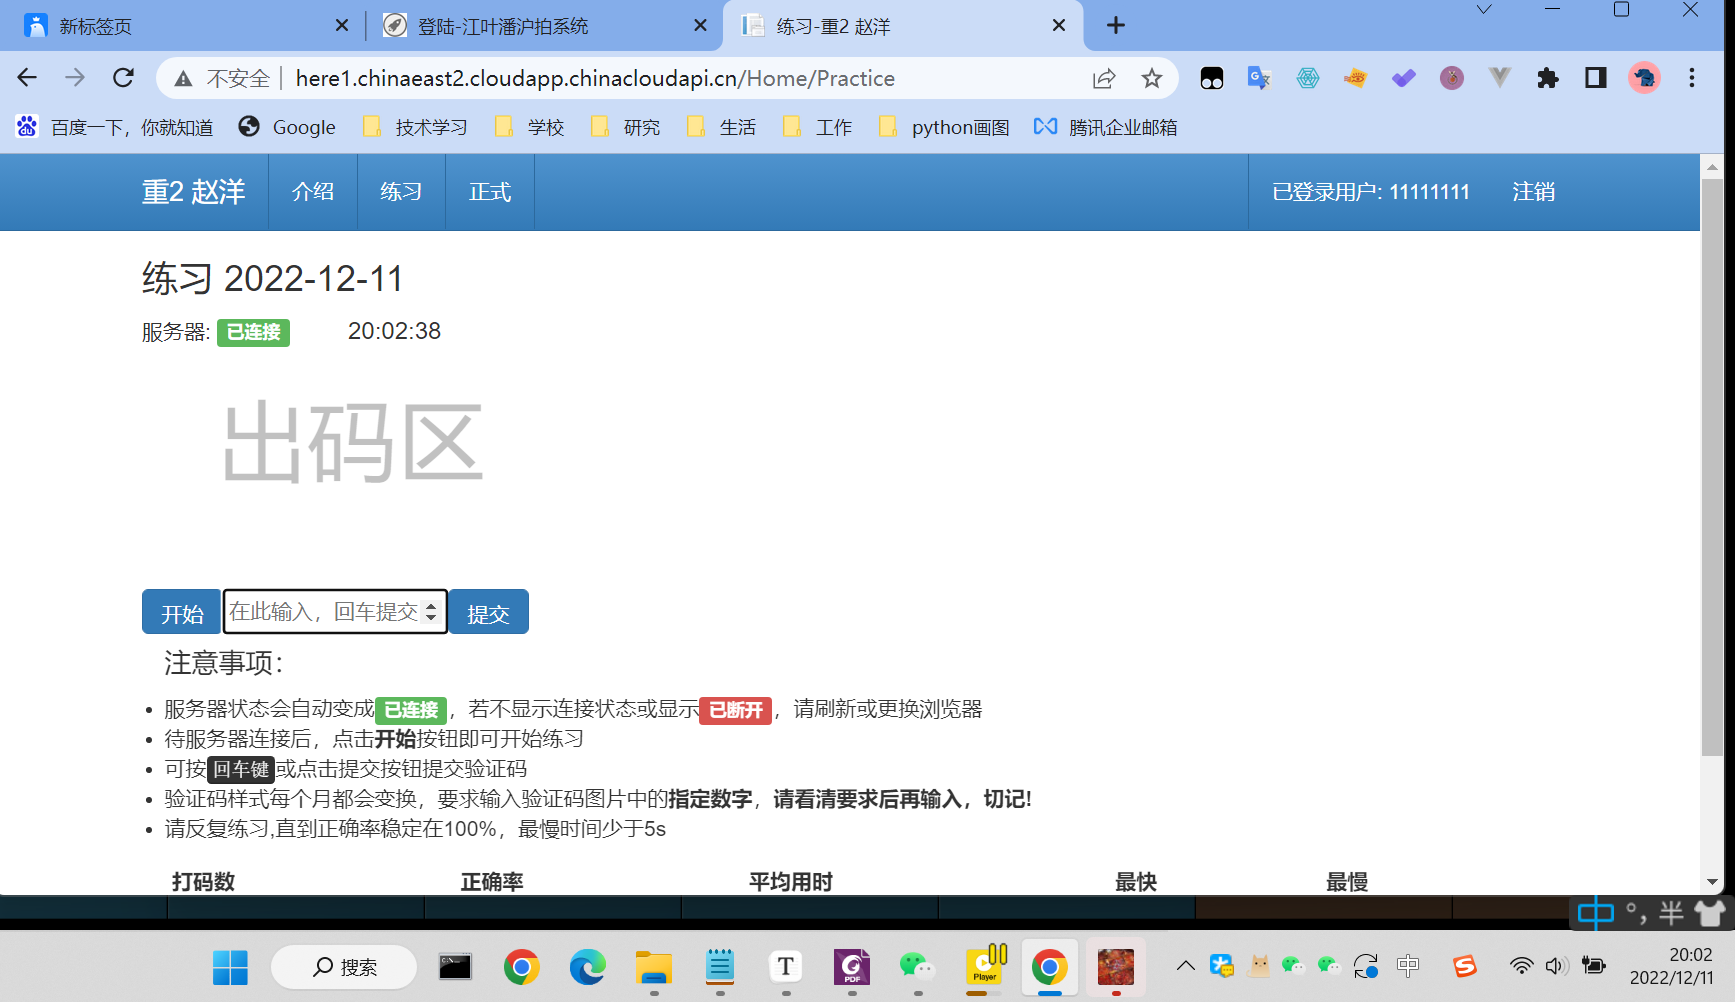 新标签页
登陆-江叶潘沪拍系统
练习-重2 赵洋
不安全
here1.chinaeast2.cloudapp.chinacloudapi.cn/Home/Practice
百度一下，你就知道
Google
技术学习
学校
研究
生活
工作
python画图
腾讯企业邮箱
重2 赵洋
介绍
练习
正式
已登录用户: 11111111
注销
练习 2022-12-11
服务器: 已连接 20:02:38
出码区
开始
在此输入，回车提交
提交
注意事项：
服务器状态会自动变成已连接，若不显示连接状态或显示已断开，请刷新或更换浏览器
待服务器连接后，点击开始按钮即可开始练习
可按回车键或点击提交按钮提交验证码
验证码样式每个月都会变换，要求输入验证码图片中的指定数字，请看清要求后再输入，切记!
请反复练习,直到正确率稳定在100%，最慢时间少于5s
打码数 正确率 平均用时 最快 最慢
中 °, 半
搜索
T
PDF
Player
中
20:02
2022/12/11